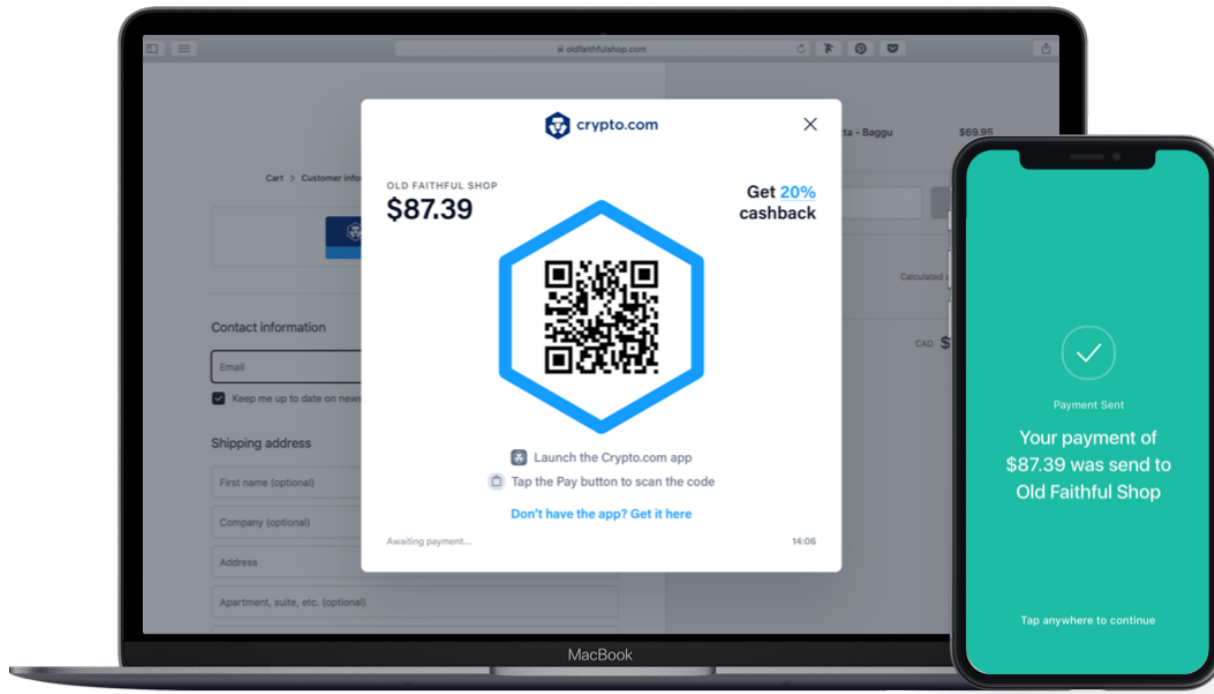 oldfaithfulshop.com
crypto.com
ta - Baggu $69.95
Cart > Customer info
OLD FAITHFUL SHOP
$87.39
Get 20%
cashback
Calculated a
Contact information
CAD $
Email
Keep me up to date on news
Shipping address
First name (optional)
Company (optional)
Address
Apartment, suite, etc. (optional)
Launch the Crypto.com app
Tap the Pay button to scan the code
Don't have the app? Get it here
Awaiting payment...
14:06
MacBook
Payment Sent
Your payment of
$87.39 was send to
Old Faithful Shop
Tap anywhere to continue